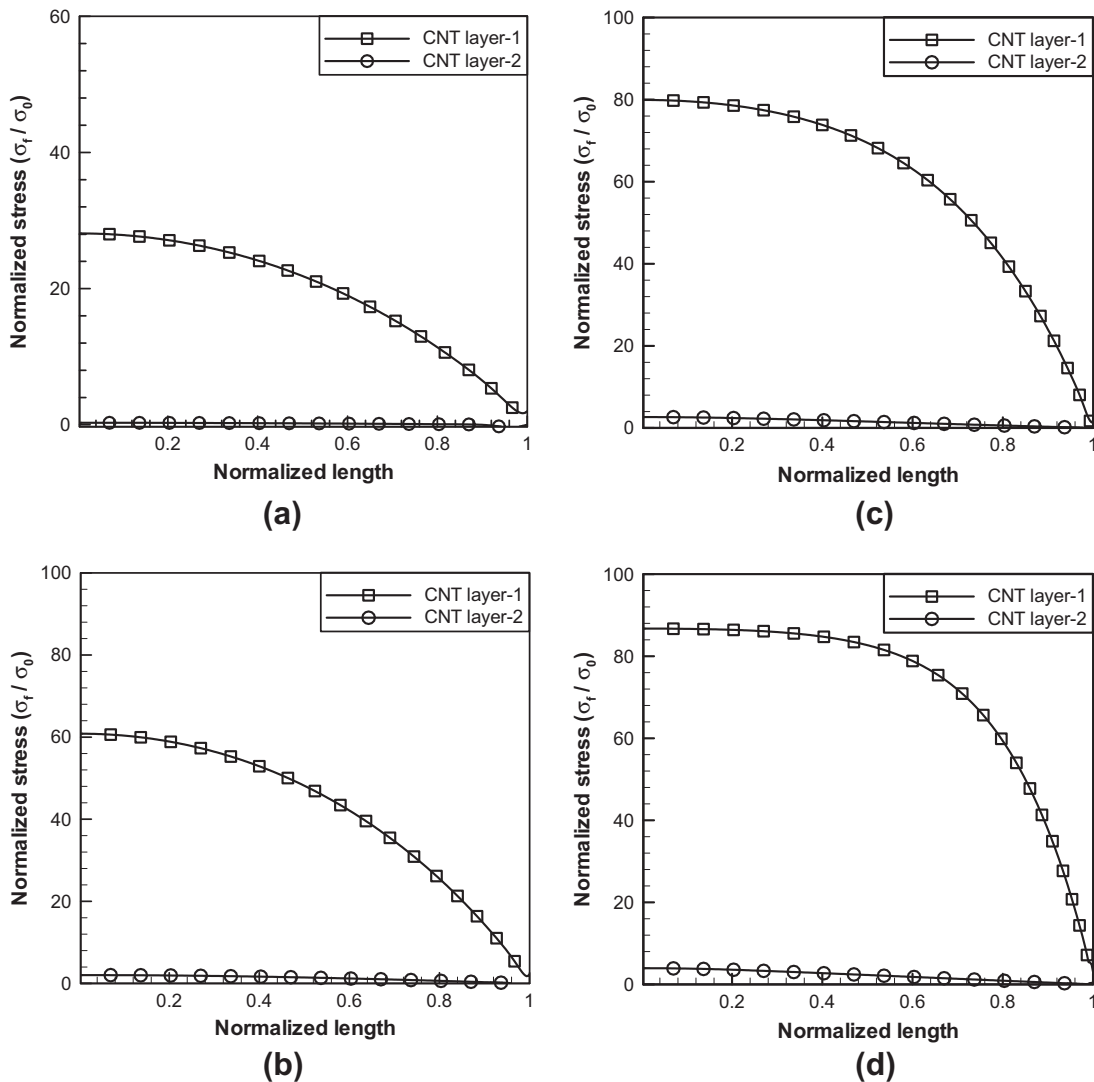 60
40
20
0
0.2 0.4 0.6 0.8 1
Normalized stress (σf / σ0)
Normalized length
CNT layer-1
CNT layer-2
(a)
100
80
60
40
20
0
0.2 0.4 0.6 0.8 1
Normalized stress (σf / σ0)
Normalized length
CNT layer-1
CNT layer-2
(c)
100
80
60
40
20
0
0.2 0.4 0.6 0.8 1
Normalized stress (σf / σ0)
Normalized length
CNT layer-1
CNT layer-2
(b)
100
80
60
40
20
0
0.2 0.4 0.6 0.8 1
Normalized stress (σf / σ0)
Normalized length
CNT layer-1
CNT layer-2
(d)